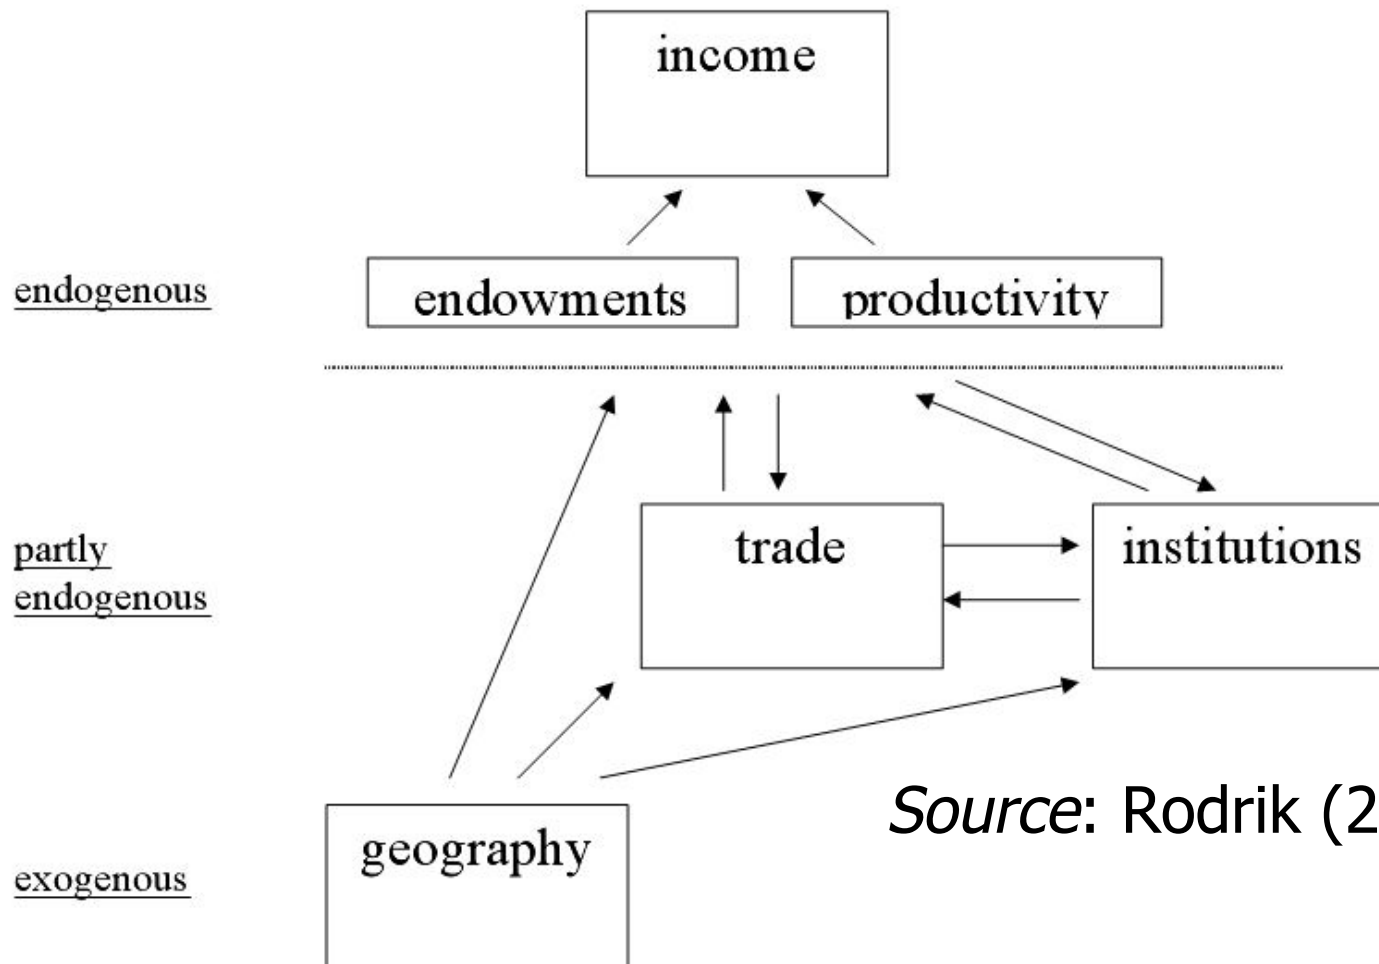 income
endogenous
endowments
productivity
partly
endogenous
trade
institutions
Source: Rodrik (2
geography
exogenous